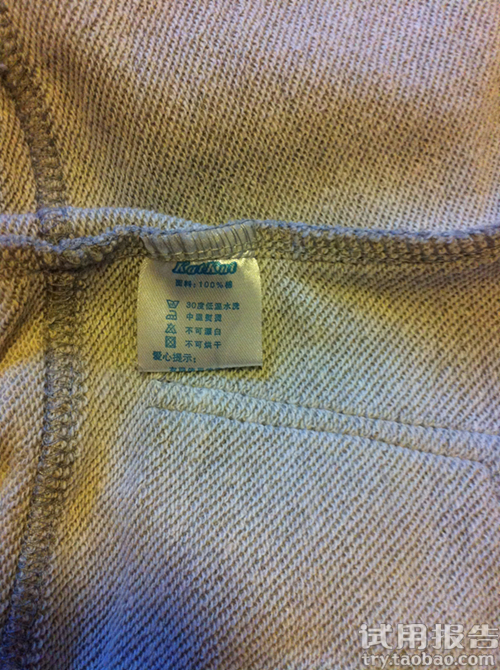 面料:100%棉
30度低温水洗
中温熨烫
不可漂白
不可烘干
爱心提示:
试用报告
try.taobao.com